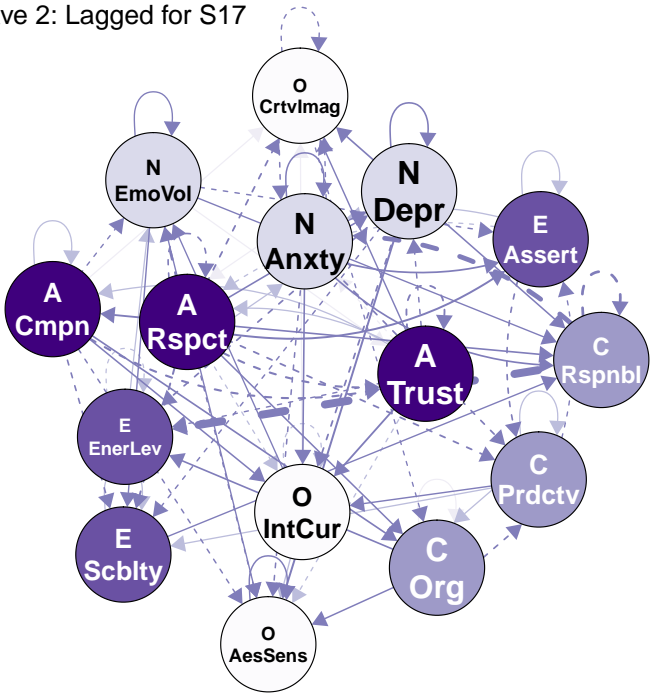 ve 2: Lagged for S17
O
CrtvImag
N
EmoVol
N
Depr
N
Anxty
E
Assert
A
Cmpn
A
Rspct
A
Trust
C
Rspnbl
E
EnerLev
C
Prdctv
O
IntCur
E
Scblty
C
Org
O
AesSens